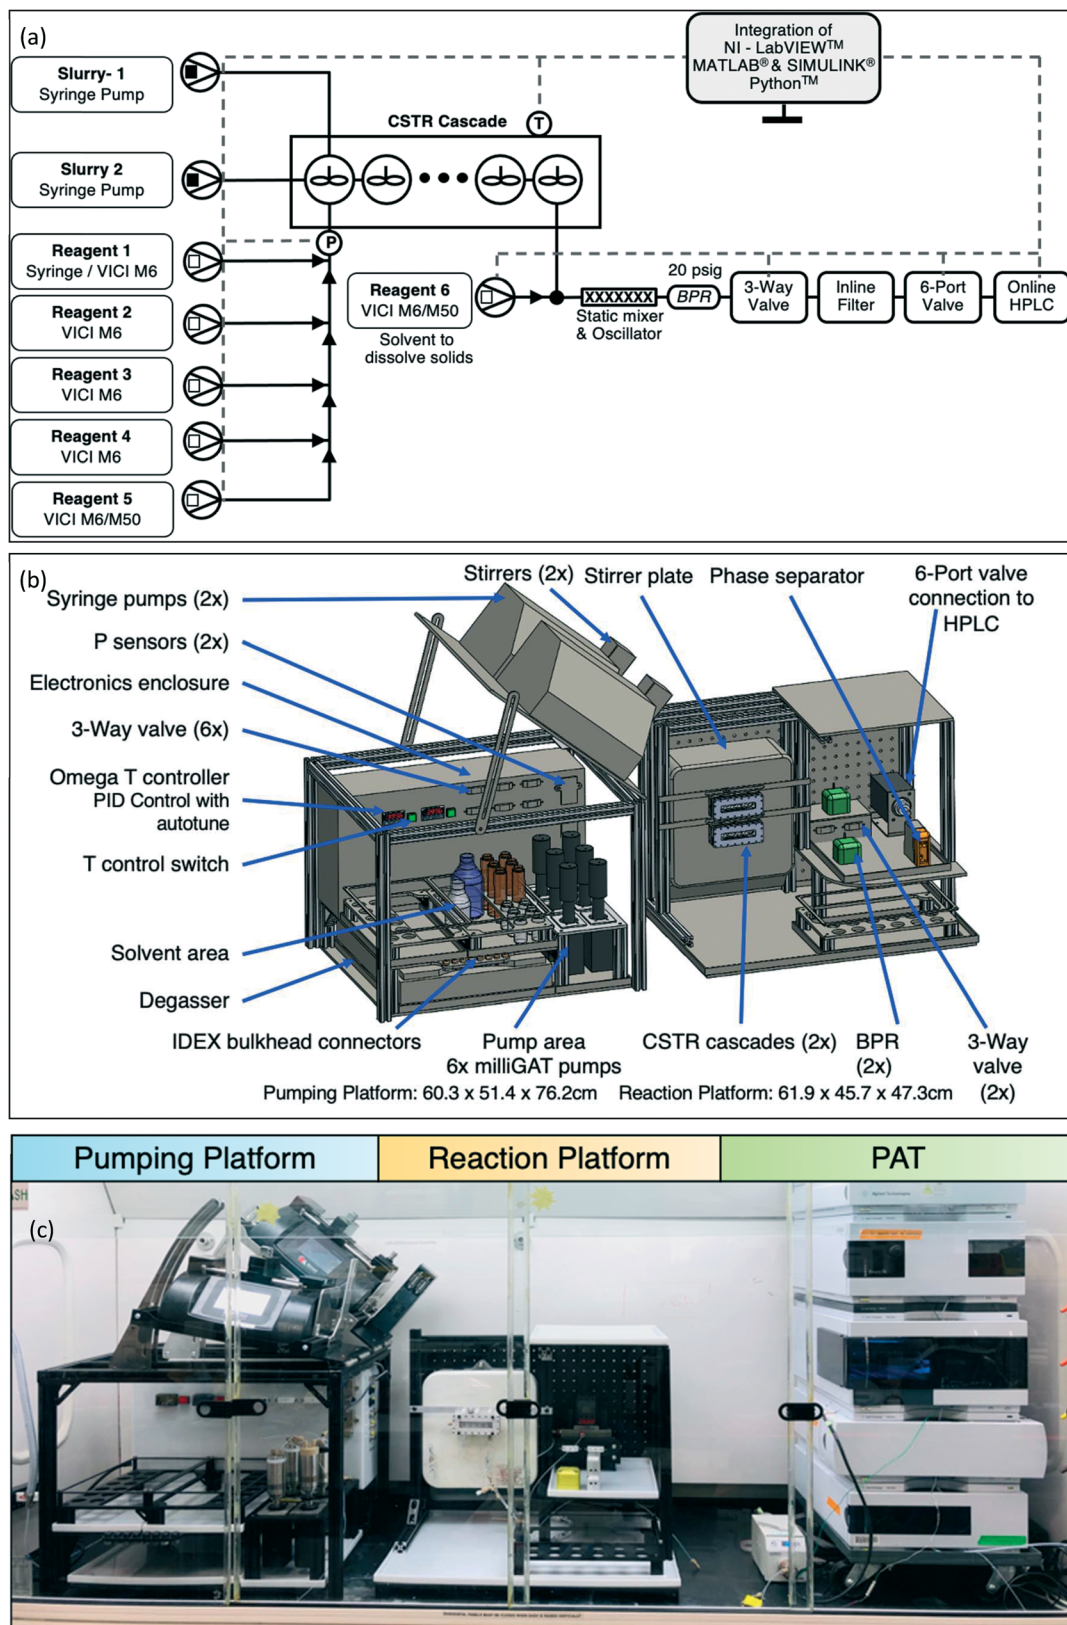 (a)
Slurry- 1
Syringe Pump
Slurry 2
Syringe Pump
Reagent 1
Syringe / VICI M6
Reagent 2
VICI M6
Reagent 3
VICI M6
Reagent 4
VICI M6
Reagent 5
VICI M6/M50
CSTR Cascade
T
P
Integration of
NI - LabVIEW™
MATLAB® & SIMULINK®
Python™
Reagent 6
VICI M6/M50
Solvent to
dissolve solids
XXXXXXX
Static mixer
& Oscillator
20 psig
BPR
3-Way
Valve
Inline
Filter
6-Port
Valve
Online
HPLC
(b)
Syringe pumps (2x)
P sensors (2x)
Electronics enclosure
3-Way valve (6x)
Omega T controller
PID Control with
autotune
T control switch
Solvent area
Degasser
Stirrers (2x)
Stirrer plate
Phase separator
6-Port valve
connection to
HPLC
IDEX bulkhead connectors
Pump area
6x milliGAT pumps
CSTR cascades (2x)
BPR
(2x)
3-Way
valve
(2x)
Pumping Platform: 60.3 x 51.4 x 76.2cm
Reaction Platform: 61.9 x 45.7 x 47.3cm
Pumping Platform
Reaction Platform
PAT
(c)
Agilent Technologies